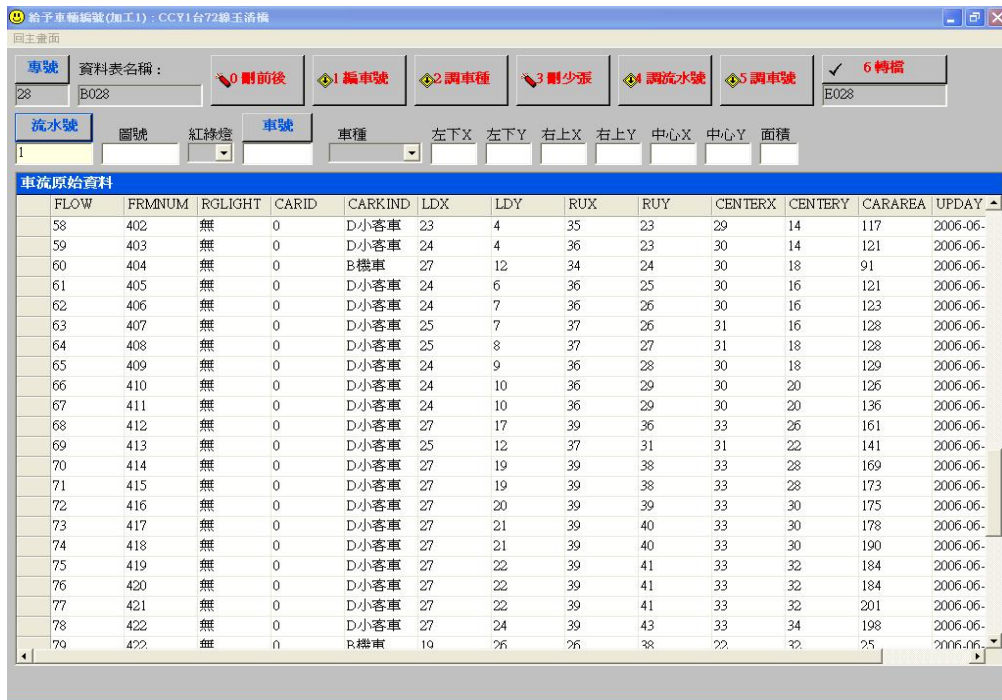 給予車輛編號(加工1)：CCY1台72線玉清橋
回主畫面
專號 資料表名稱： 0 刪前後 1 編車號 2 調車種 3 刪少張 4 調流水號 5 調車號 6 轉檔
28 B028 E028
流水號 圖號 紅綠燈 車號 車種 左下X 左下Y 右上X 右上Y 中心X 中心Y 面積
1
車流原始資料
FLOW FRMNUM RGLIGHT CARID CARKIND LDX LDY RUX RUY CENTERX CENTERY CARAREA UPDAY
58 402 無 0 D小客車 23 4 35 23 29 14 117 2006-06-
59 403 無 0 D小客車 24 4 36 23 30 14 121 2006-06-
60 404 無 0 B機車 27 12 34 24 30 18 91 2006-06-
61 405 無 0 D小客車 24 6 36 25 30 16 121 2006-06-
62 406 無 0 D小客車 24 7 36 26 30 16 123 2006-06-
63 407 無 0 D小客車 25 7 37 26 31 16 128 2006-06-
64 408 無 0 D小客車 25 8 37 27 31 18 128 2006-06-
65 409 無 0 D小客車 24 9 36 28 30 18 129 2006-06-
66 410 無 0 D小客車 24 10 36 29 30 20 126 2006-06-
67 411 無 0 D小客車 24 10 36 29 30 20 136 2006-06-
68 412 無 0 D小客車 27 17 39 36 33 26 161 2006-06-
69 413 無 0 D小客車 25 12 37 31 31 22 141 2006-06-
70 414 無 0 D小客車 27 19 39 38 33 28 169 2006-06-
71 415 無 0 D小客車 27 19 39 38 33 28 173 2006-06-
72 416 無 0 D小客車 27 20 39 39 33 30 175 2006-06-
73 417 無 0 D小客車 27 21 39 40 33 30 178 2006-06-
74 418 無 0 D小客車 27 21 39 40 33 30 190 2006-06-
75 419 無 0 D小客車 27 22 39 41 33 32 184 2006-06-
76 420 無 0 D小客車 27 22 39 41 33 32 184 2006-06-
77 421 無 0 D小客車 27 22 39 41 33 32 201 2006-06-
78 422 無 0 D小客車 27 24 39 43 33 34 198 2006-06-
79 422 無 0 B機車 19 26 26 38 22 32 25 2006-06-